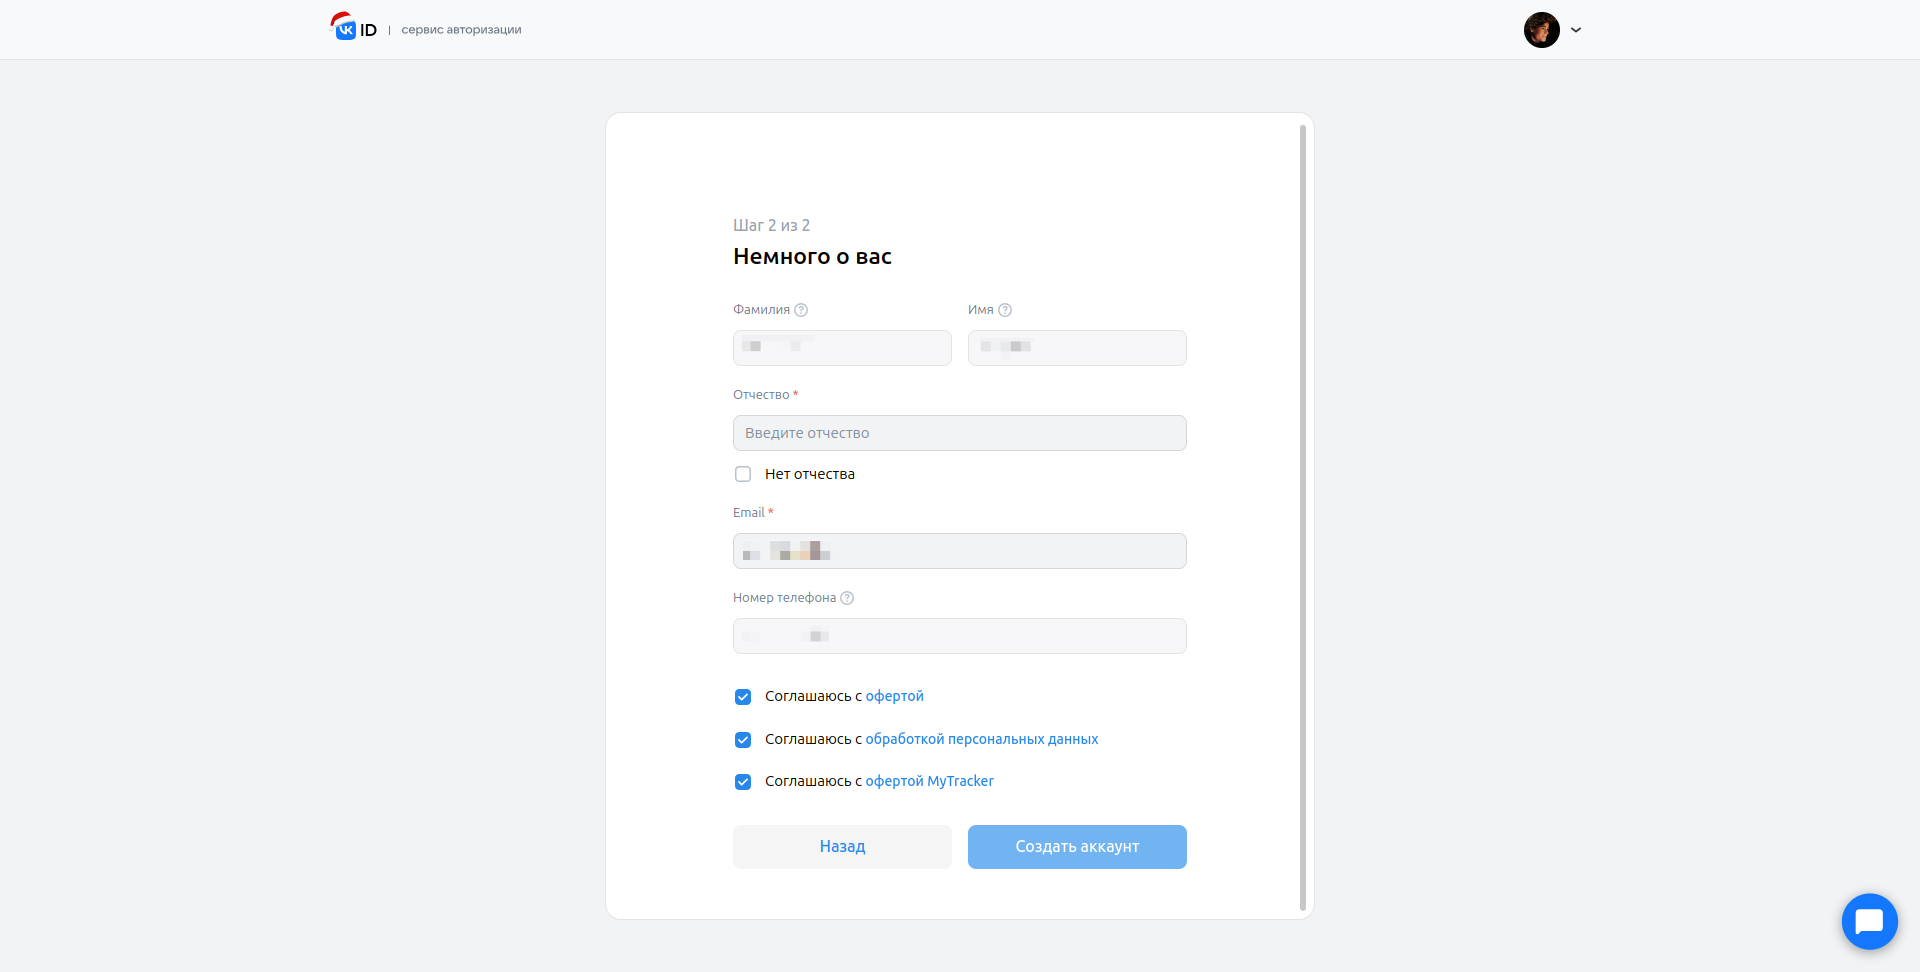 VK ID | сервис авторизации
Шаг 2 из 2
Немного о вас
Фамилия ?
Имя ?
Отчество *
Введите отчество
Нет отчества
Email *
Номер телефона ?
Соглашаюсь с офертой
Соглашаюсь с обработкой персональных данных
Соглашаюсь с офертой MyTracker
Назад
Создать аккаунт